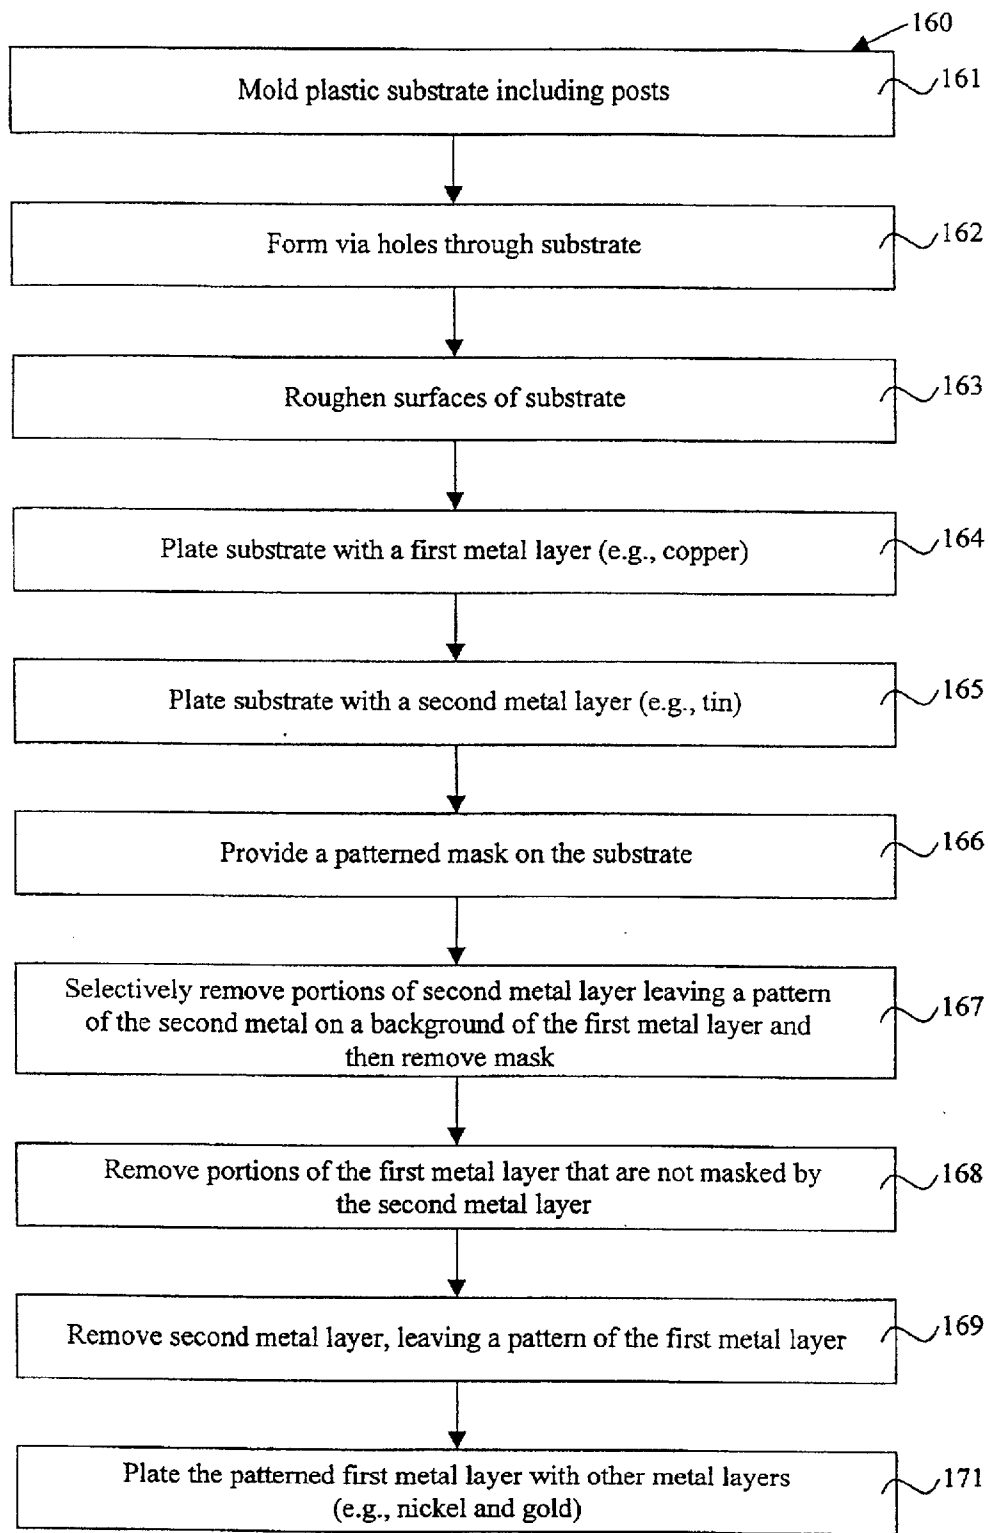 160
Mold plastic substrate including posts
161
Form via holes through substrate
162
Roughen surfaces of substrate
163
Plate substrate with a first metal layer (e.g., copper)
164
Plate substrate with a second metal layer (e.g., tin)
165
Provide a patterned mask on the substrate
166
Selectively remove portions of second metal layer leaving a pattern
of the second metal on a background of the first metal layer and
then remove mask
167
Remove portions of the first metal layer that are not masked by
the second metal layer
168
Remove second metal layer, leaving a pattern of the first metal layer
169
Plate the patterned first metal layer with other metal layers
(e.g., nickel and gold)
171